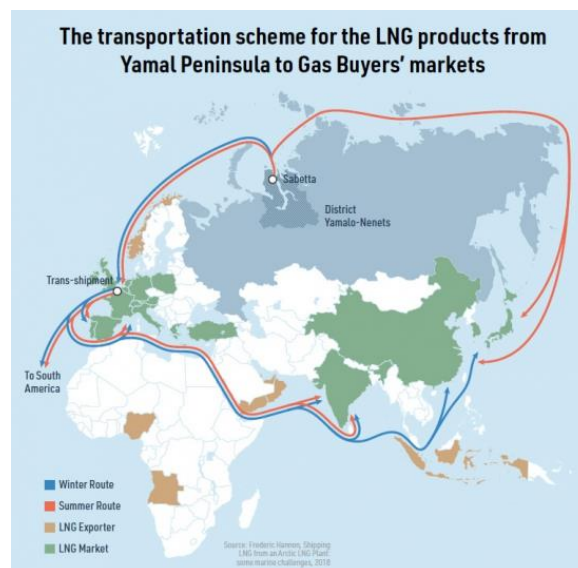 The transportation scheme for the LNG products from
Yamal Peninsula to Gas Buyers' markets
Sabetta
District
Yamalo-Nenets
Trans-shipment
To South
America
Winter Route
Summer Route
LNG Exporter
LNG Market
Source: Frederic Hannon, Shipping
LNG from an Arctic LNG Plant:
some marine challenges, 2018